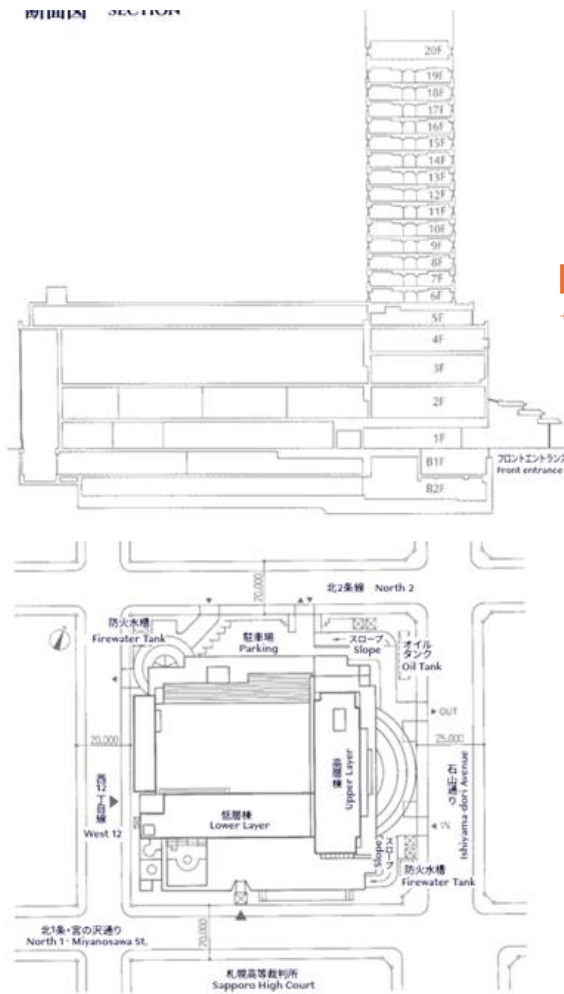 断面図 SECTION
20F
19F
18F
17F
16F
15F
14F
13F
12F
11F
10F
9F
8F
7F
6F
5F
4F
3F
2F
1F
B1F
B2F
フロントエントランス
Front entrance
北2条線 North 2
20,000
防火水槽
Firewater Tank
駐車場
Parking
スロープ
Slope
オイル
タンク
Oil Tank
OUT
20,000
25,000
高層棟
Upper Layer
石山通り
Ishiyama-dori Avenue
西12丁目線
West 12
低層棟
Lower Layer
IN
スロープ
Slope
防火水槽
Firewater Tank
北1条・宮の沢通り
North 1 - Miyanosawa St.
20,000
札幌高等裁判所
Sapporo High Court